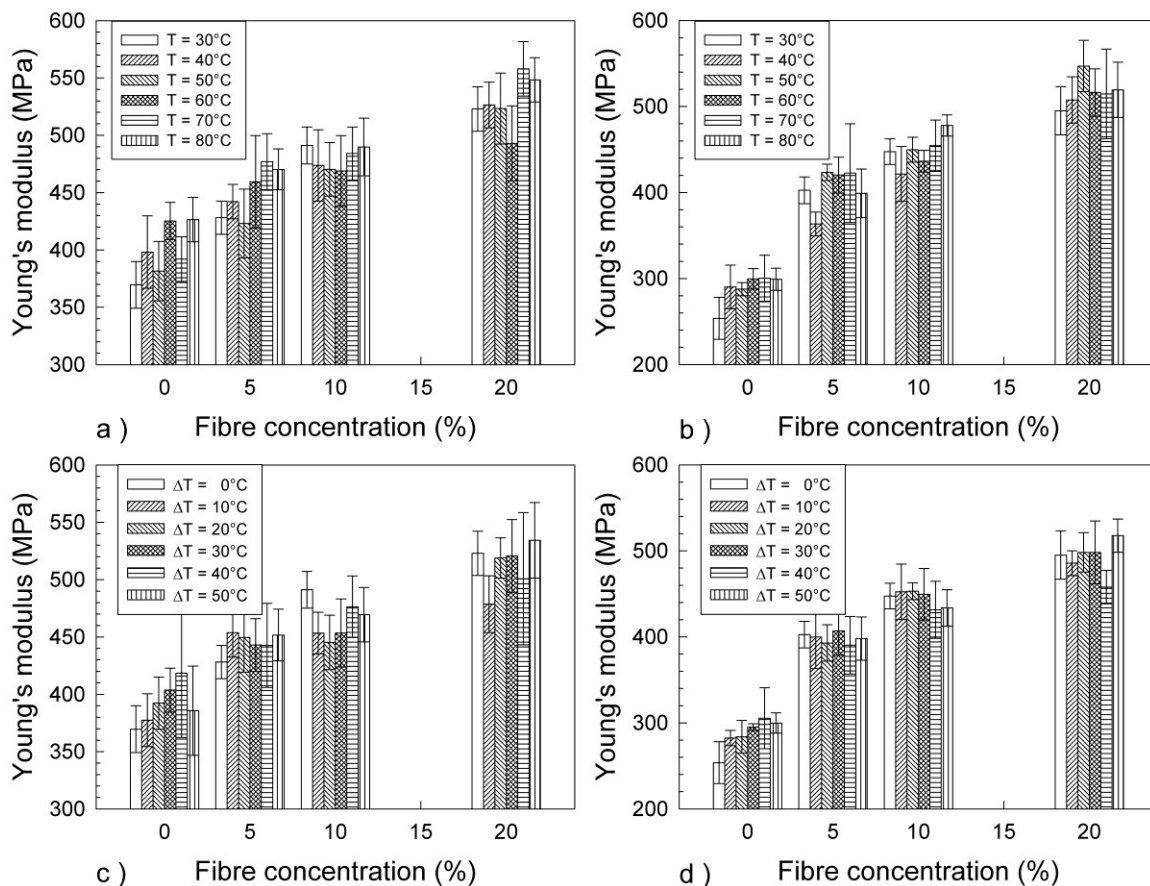 600
550
500
450
400
350
300
Young's modulus (MPa)
T = 30°C
T = 40°C
T = 50°C
T = 60°C
T = 70°C
T = 80°C
0 5 10 15 20
a ) Fibre concentration (%)
600
500
400
300
200
Young's modulus (MPa)
T = 30°C
T = 40°C
T = 50°C
T = 60°C
T = 70°C
T = 80°C
0 5 10 15 20
b ) Fibre concentration (%)
600
550
500
450
400
350
300
Young's modulus (MPa)
ΔT = 0°C
ΔT = 10°C
ΔT = 20°C
ΔT = 30°C
ΔT = 40°C
ΔT = 50°C
0 5 10 15 20
c ) Fibre concentration (%)
600
500
400
300
200
Young's modulus (MPa)
ΔT = 0°C
ΔT = 10°C
ΔT = 20°C
ΔT = 30°C
ΔT = 40°C
ΔT = 50°C
0 5 10 15 20
d ) Fibre concentration (%)